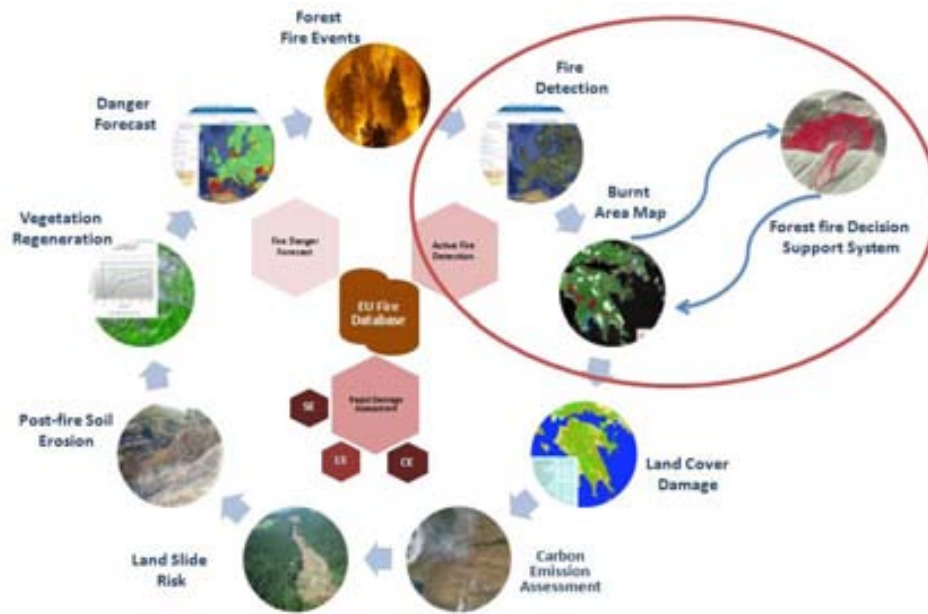 Forest
Fire Events
Fire
Detection
Danger
Forecast
Burnt
Area Map
Forest fire Decision
Support System
Vegetation
Regeneration
Fire Danger
Forecast
Active Fire
Detection
EU Fire
Database
Rapid Damage
Assessment
SE
LS
CE
Post-fire Soil
Erosion
Land Cover
Damage
Land Slide
Risk
Carbon
Emission
Assessment